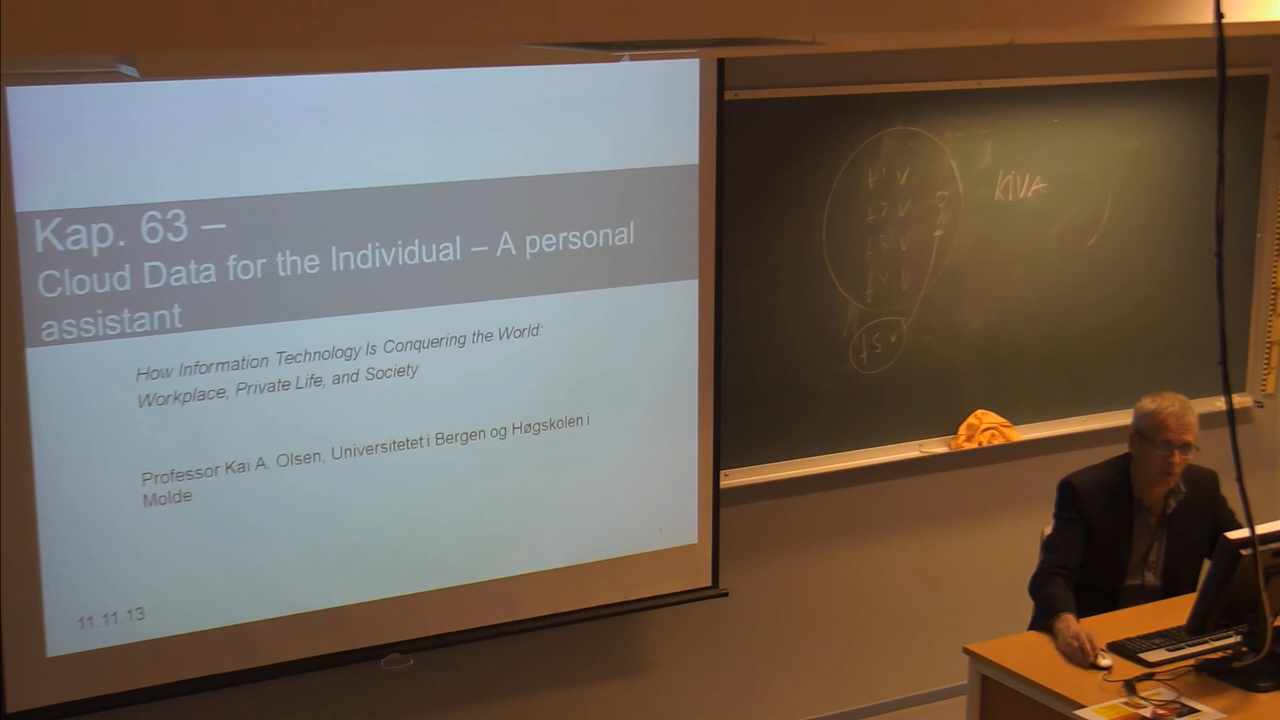 Kap. 63 –
Cloud Data for the Individual – A personal
assistant
How Information Technology Is Conquering the World:
Workplace, Private Life, and Society
Professor Kai A. Olsen, Universitetet i Bergen og Høgskolen i
Molde
11.11.13
1
KIVA